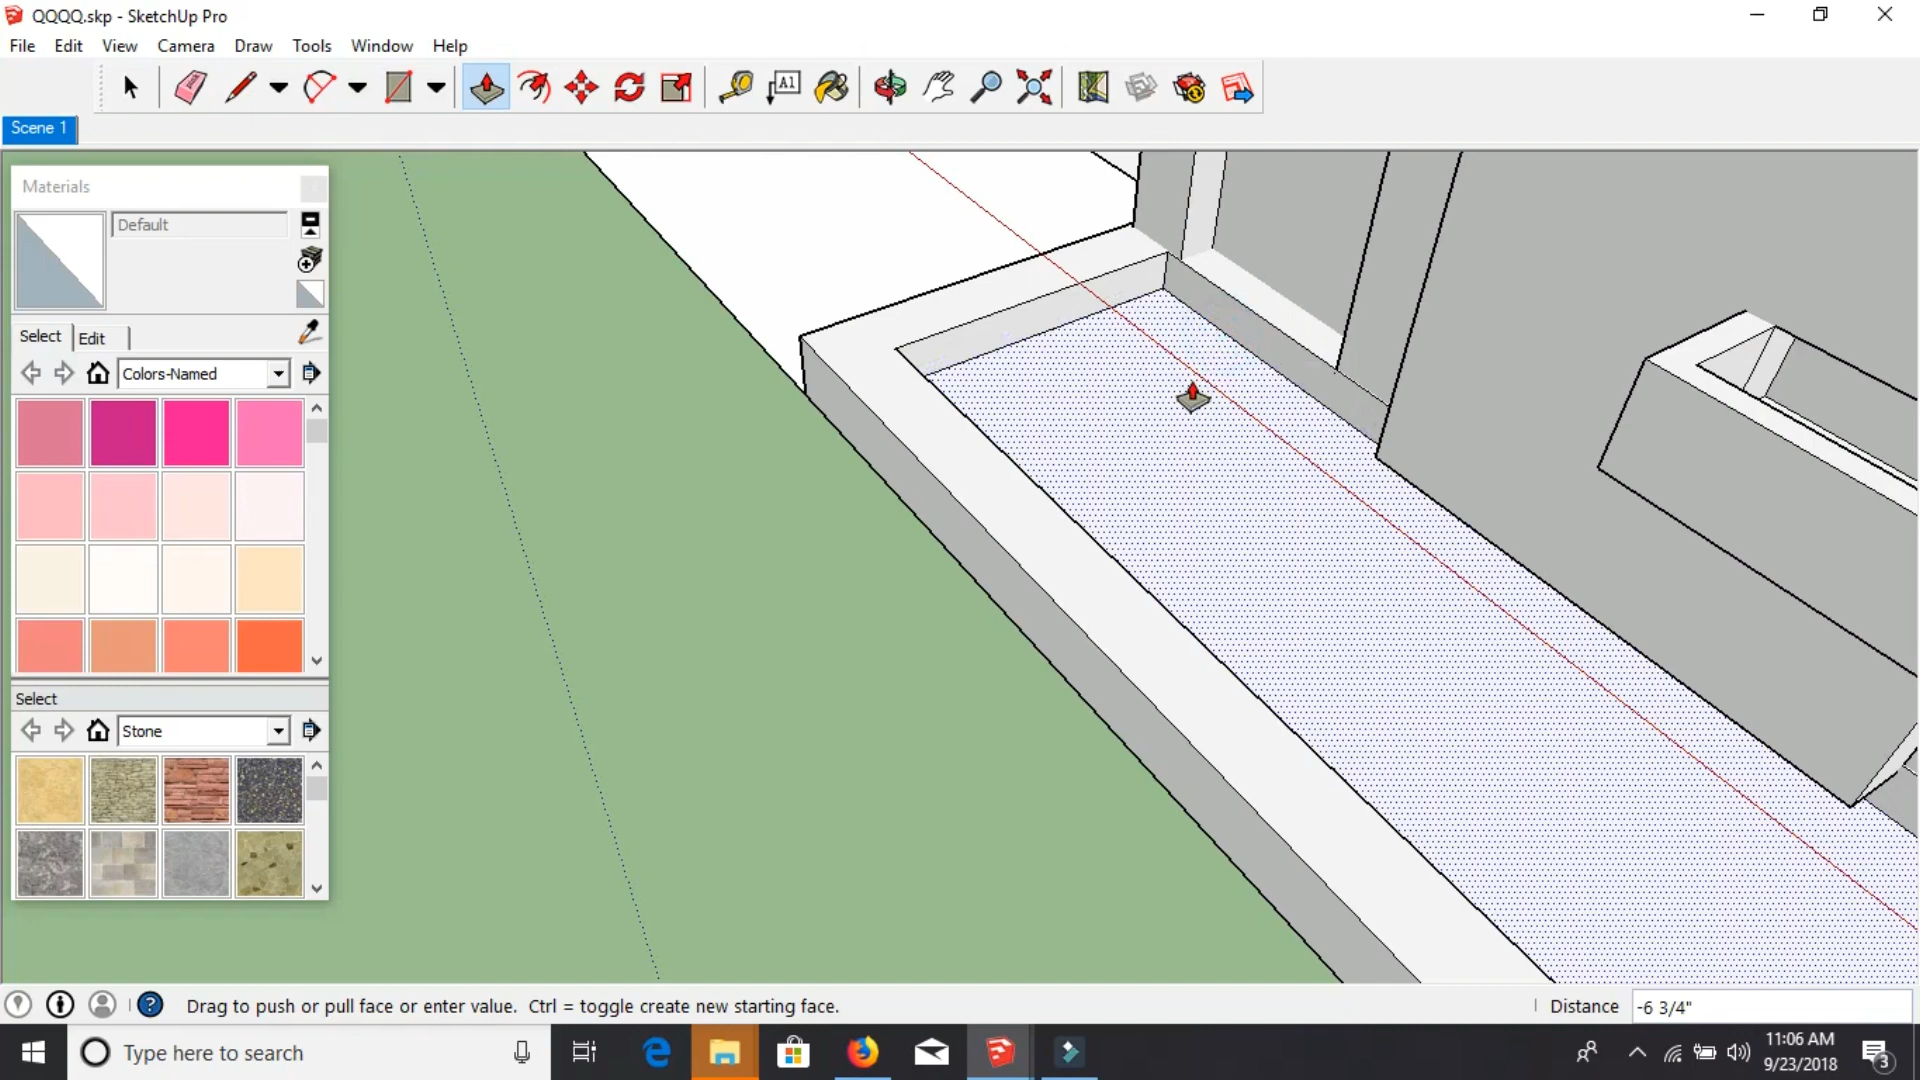 QQQQ.skp - SketchUp Pro
File Edit View Camera Draw Tools Window Help
A1
Scene 1
Materials
Default
Select Edit
Colors-Named
Select
Stone
Drag to push or pull face or enter value. Ctrl = toggle create new starting face.
Distance -6 3/4"
Type here to search
11:06 AM
9/23/2018
3